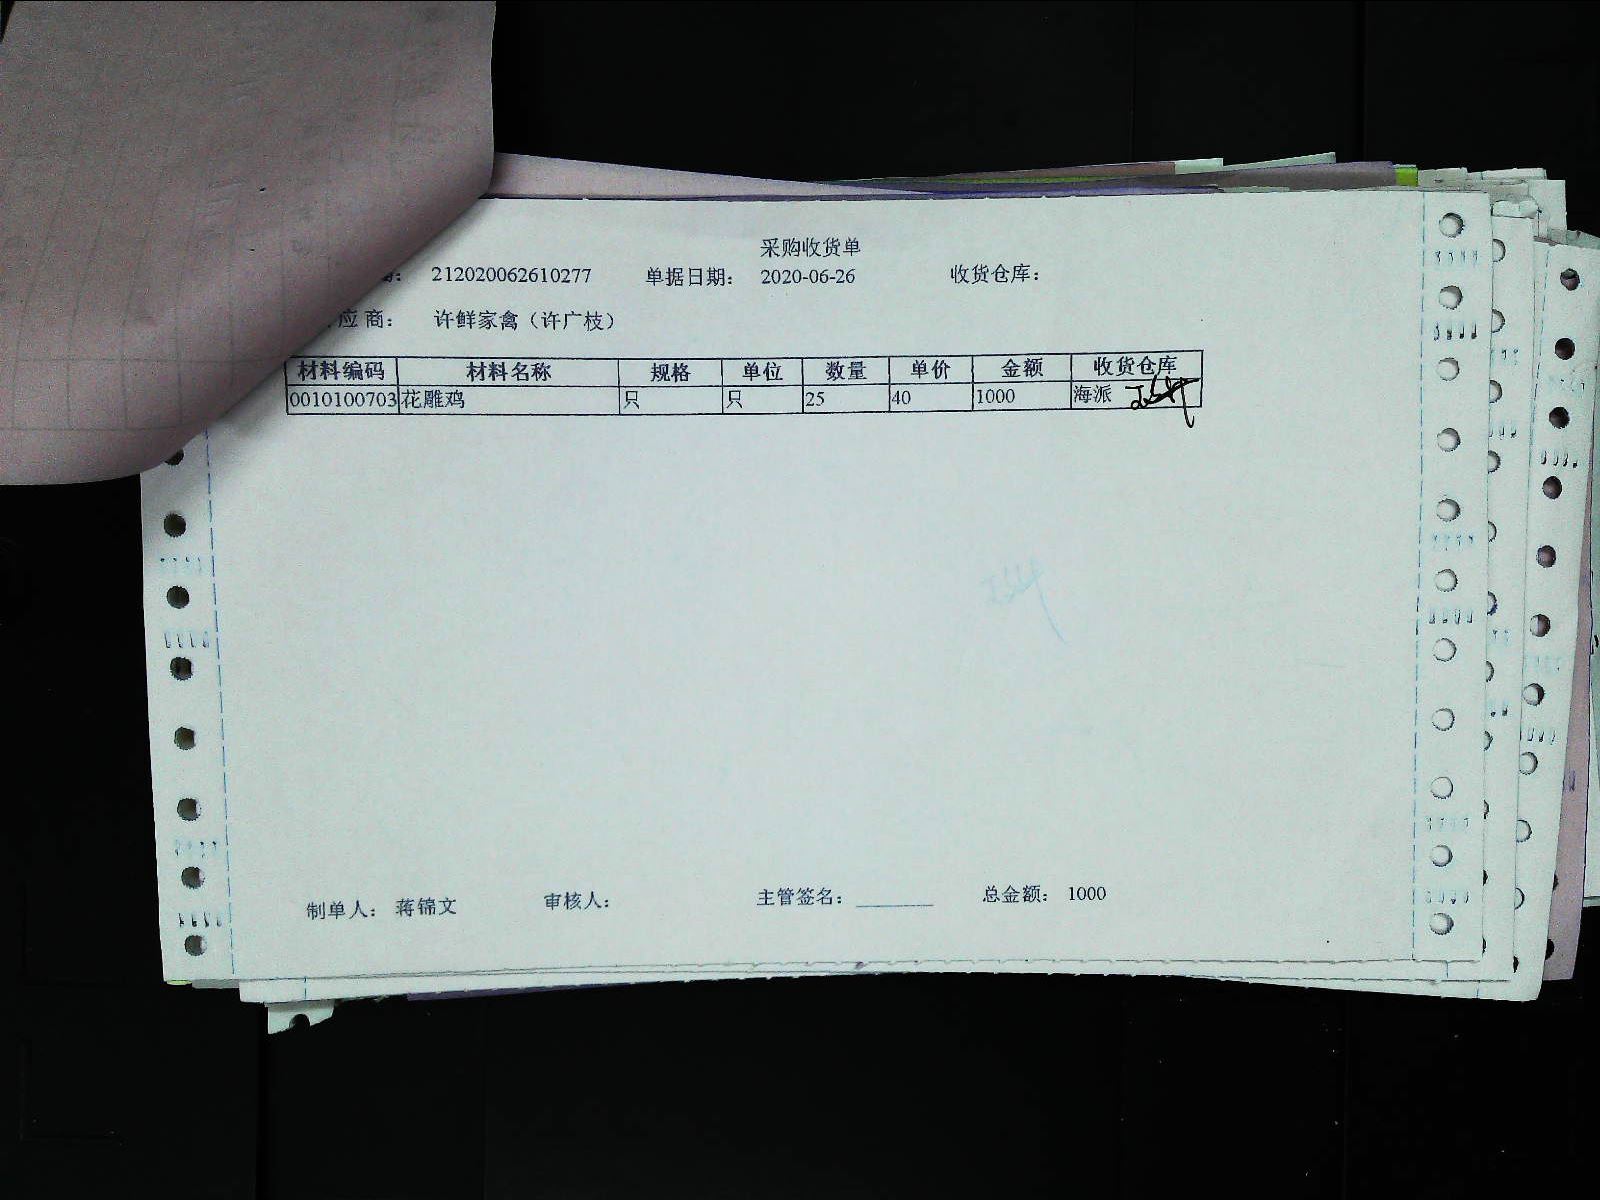 采购收货单
212020062610277 单据日期： 2020-06-26 收货仓库：
应商： 许鲜家禽（许广枝）
材料编码 材料名称 规格 单位 数量 单价 金额 收货仓库
0010100703 花雕鸡 只 只 25 40 1000 海派
制单人： 蒋锦文 审核人： 主管签名： 总金额： 1000